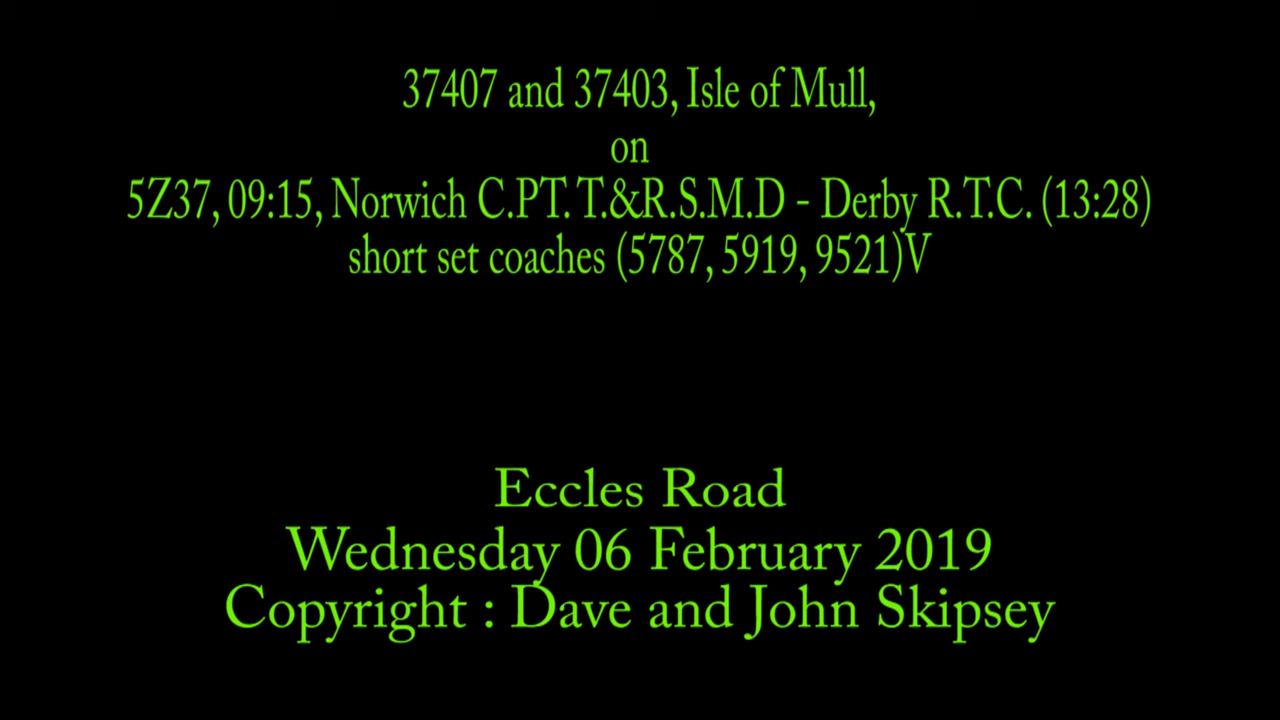 37407 and 37403, Isle of Mull,
on
5Z37, 09:15, Norwich C.PT. T.&R.S.M.D - Derby R.T.C. (13:28)
short set coaches (5787, 5919, 9521)V
Eccles Road
Wednesday 06 February 2019
Copyright : Dave and John Skipsey